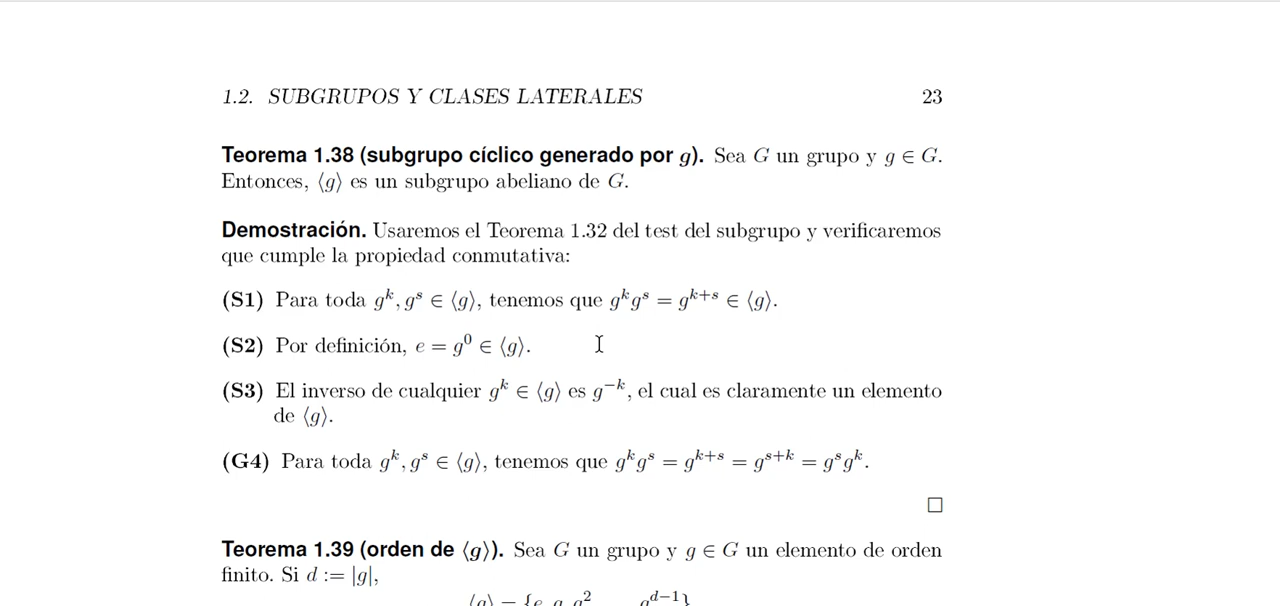 1.2. SUBGRUPOS Y CLASES LATERALES 23
Teorema 1.38 (subgrupo cíclico generado por g). Sea G un grupo y g ∈ G.
Entonces, ⟨g⟩ es un subgrupo abeliano de G.
Demostración. Usaremos el Teorema 1.32 del test del subgrupo y verificaremos
que cumple la propiedad conmutativa:
(S1) Para toda g^k, g^s ∈ ⟨g⟩, tenemos que g^k g^s = g^{k+s} ∈ ⟨g⟩.
(S2) Por definición, e = g^0 ∈ ⟨g⟩.
(S3) El inverso de cualquier g^k ∈ ⟨g⟩ es g^{-k}, el cual es claramente un elemento
de ⟨g⟩.
(G4) Para toda g^k, g^s ∈ ⟨g⟩, tenemos que g^k g^s = g^{k+s} = g^{s+k} = g^s g^k.
□
Teorema 1.39 (orden de ⟨g⟩). Sea G un grupo y g ∈ G un elemento de orden
finito. Si d := |g|,